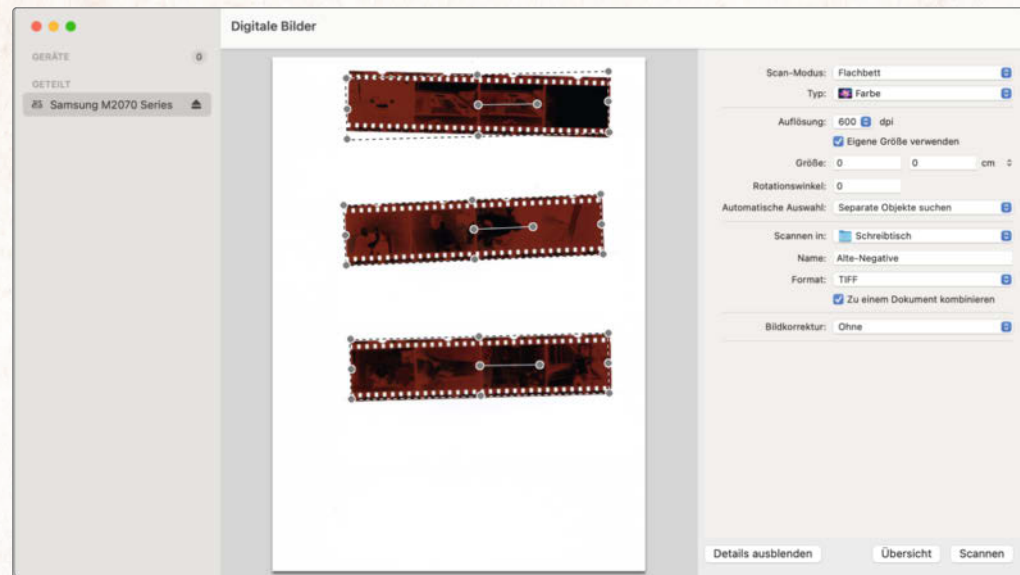 Digitale Bilder
GERÄTE 0
GETEILT
Samsung M2070 Series
Scan-Modus: Flachbett
Typ: Farbe
Auflösung: 600 dpi
Eigene Größe verwenden
Größe: 0 0 cm
Rotationswinkel: 0
Automatische Auswahl: Separate Objekte suchen
Scannen in: Schreibtisch
Name: Alte-Negative
Format: TIFF
Zu einem Dokument kombinieren
Bildkorrektur: Ohne
Details ausblenden Übersicht Scannen